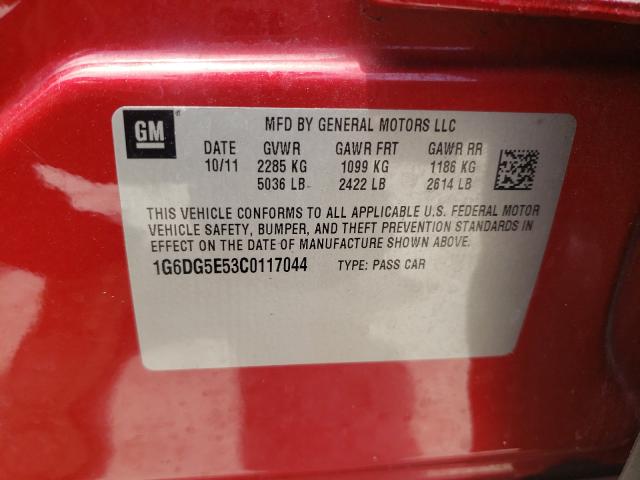 GM
MFD BY GENERAL MOTORS LLC
DATE GVWR GAWR FRT GAWR RR
10/11 2285 KG 1099 KG 1186 KG
5036 LB 2422 LB 2614 LB
THIS VEHICLE CONFORMS TO ALL APPLICABLE U.S. FEDERAL MOTOR
VEHICLE SAFETY, BUMPER, AND THEFT PREVENTION STANDARDS IN
EFFECT ON THE DATE OF MANUFACTURE SHOWN ABOVE.
1G6DG5E53C0117044 TYPE: PASS CAR